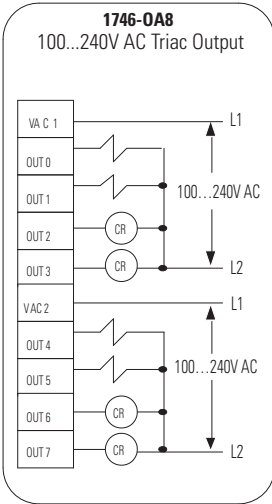 1746-OA8
100...240V AC Triac Output
VAC 1
L1
OUT 0
OUT 1
100...240V AC
OUT 2
CR
OUT 3
CR
L2
VAC 2
L1
OUT 4
100...240V AC
OUT 5
OUT 6
CR
OUT 7
CR
L2